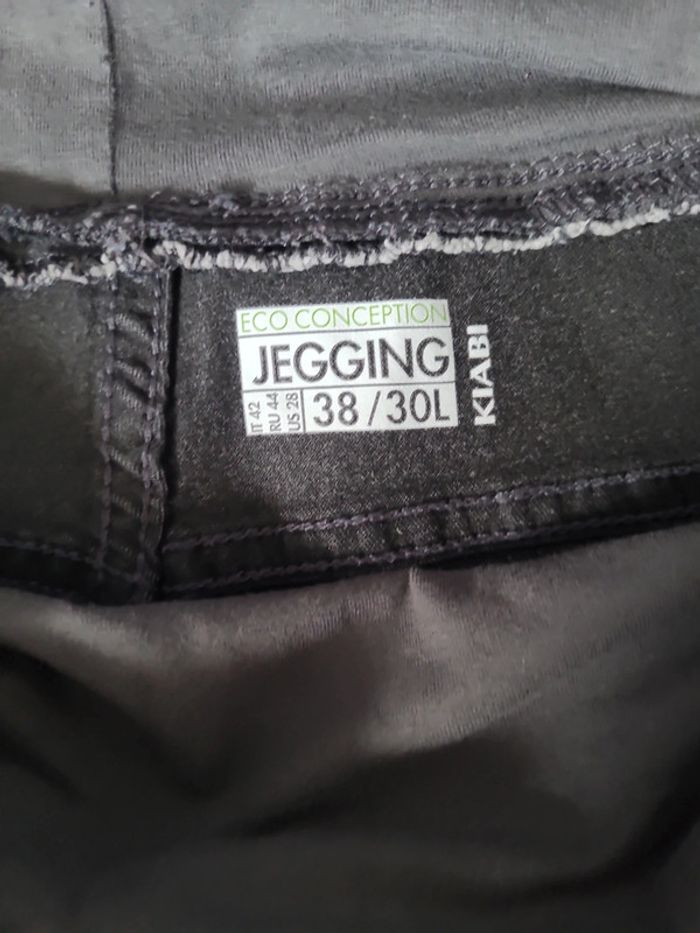 ECO CONCEPTION
JEGGING
IT 42
RU 44
US 28
38 / 30L
KIABI